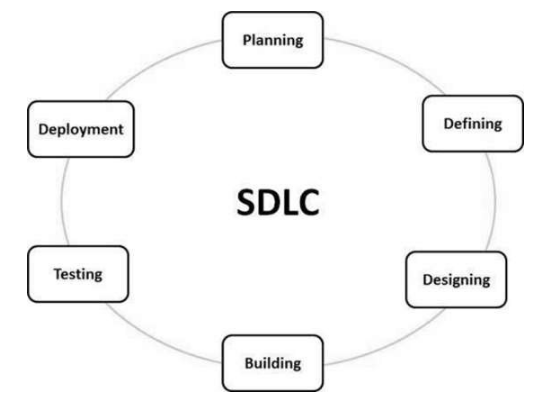 Planning
Deployment
Defining
SDLC
Testing
Designing
Building